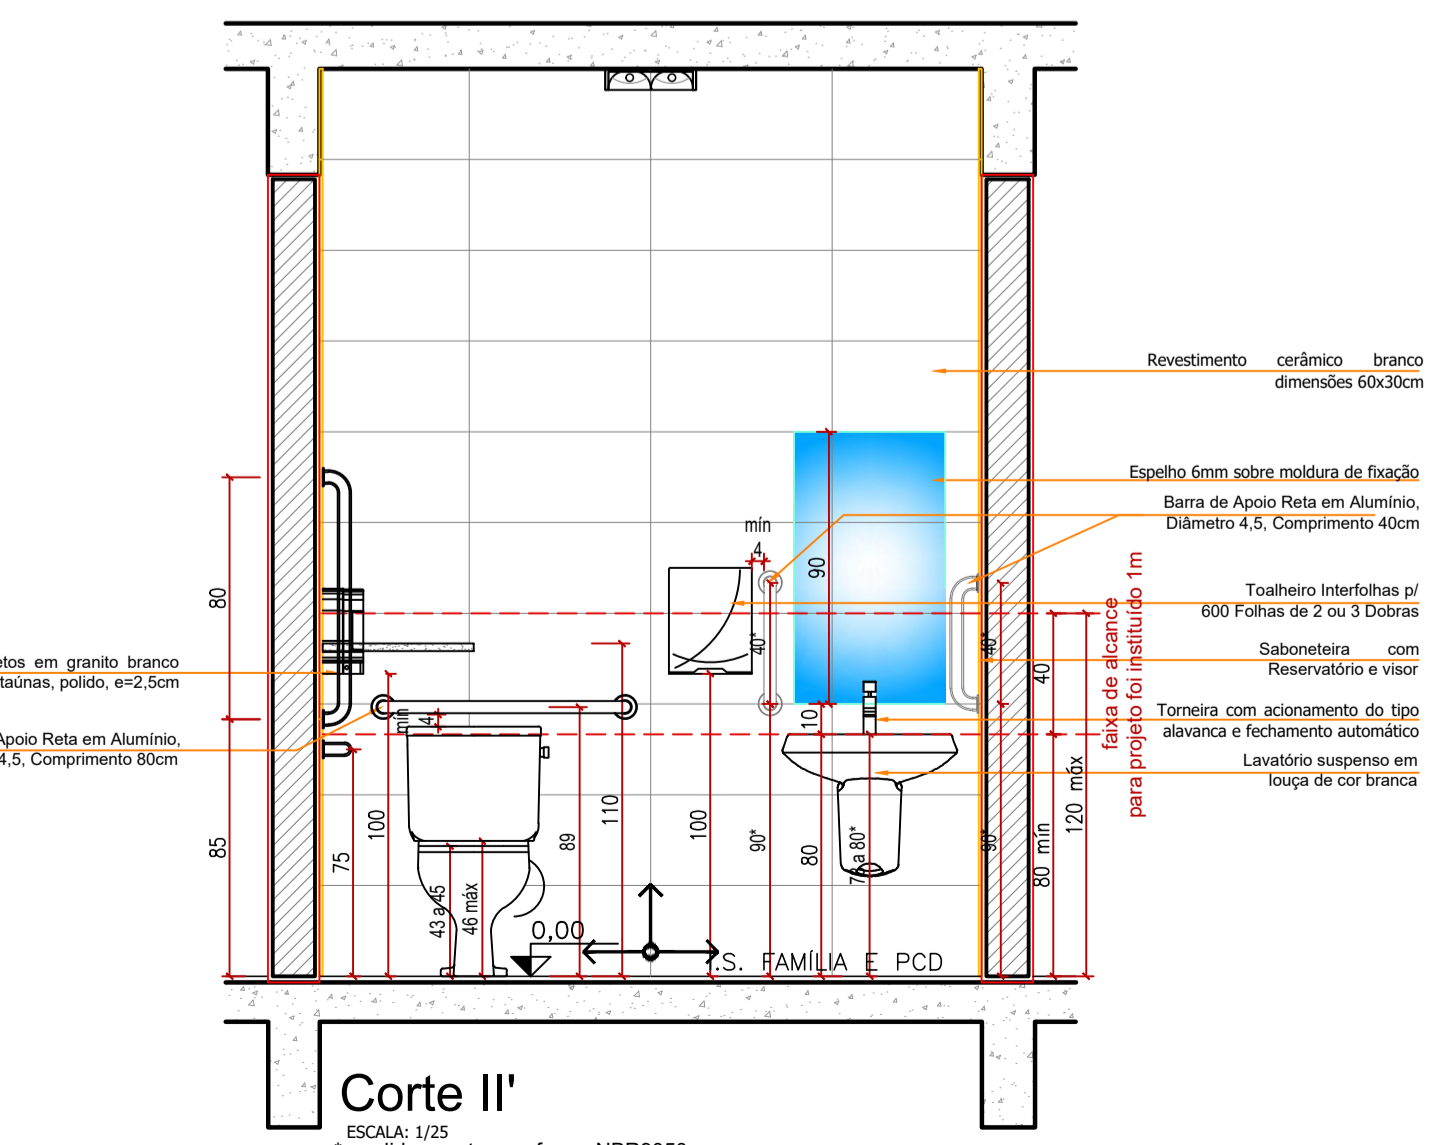 Revestimento cerâmico branco
dimensões 60x30cm
Espelho 6mm sobre moldura de fixação
Barra de Apoio Reta em Alumínio,
Diâmetro 4,5, Comprimento 40cm
Toalheiro Interfolhas p/
600 Folhas de 2 ou 3 Dobras
Saboneteira com
Reservatório e visor
Torneira com acionamento do tipo
alavanca e fechamento automático
Lavatório suspenso em
louça de cor branca
faixa de alcance
para projeto foi instituído 1m
etos em granito branco
taúnas, polido, e=2,5cm
Apoio Reta em Alumínio,
4,5, Comprimento 80cm
80
85
75
100
mín
4
43 a 45
46 máx
89
110
100
mín
4
40*
90*
90
10
80
78 a 80*
40*
90*
40
80 mín
120 máx
0,00
.S. FAMÍLIA E PCD
Corte II'
ESCALA: 1/25